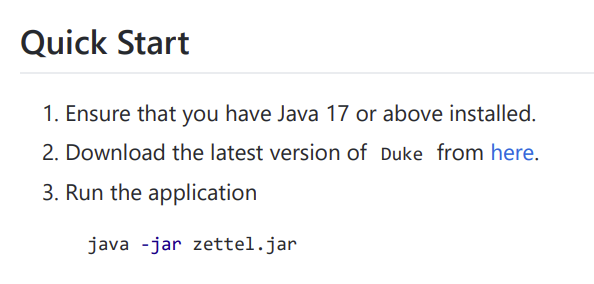 Quick Start
1. Ensure that you have Java 17 or above installed.
2. Download the latest version of Duke from here.
3. Run the application
java -jar zettel.jar